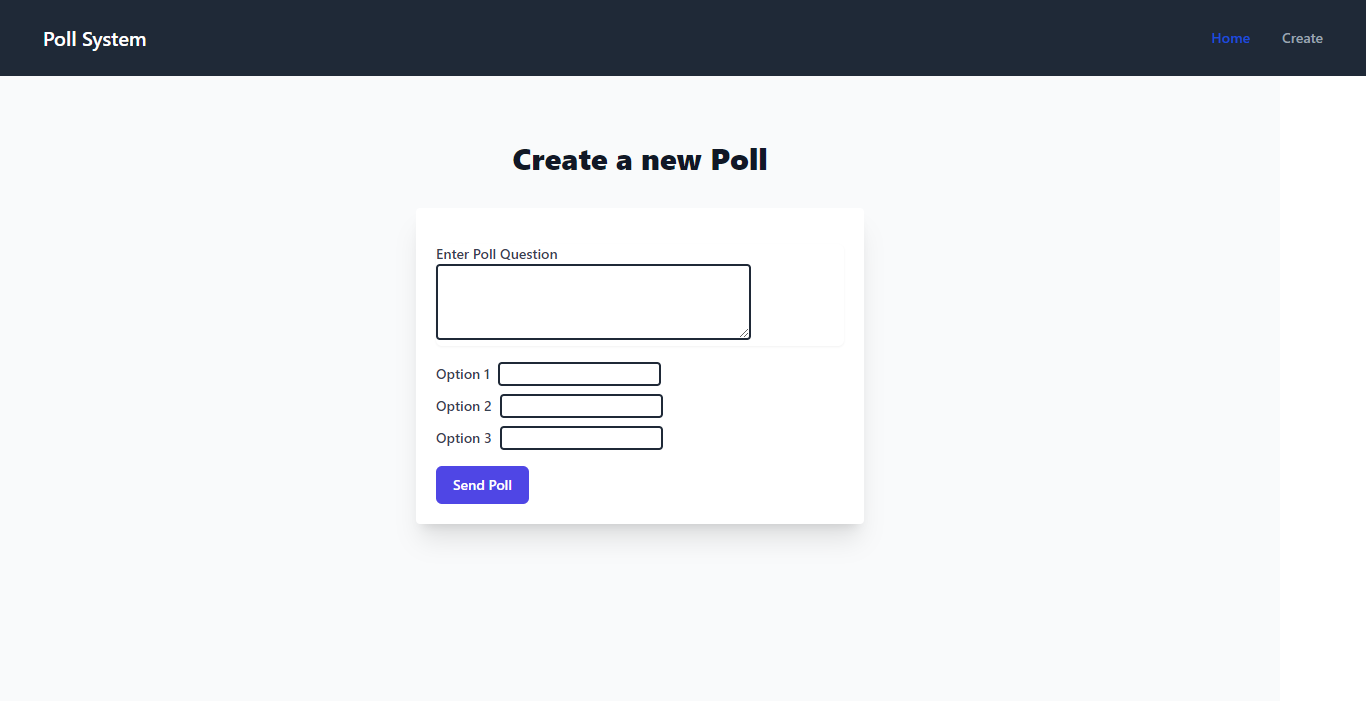 Poll System
Home
Create
Create a new Poll
Enter Poll Question
Option 1
Option 2
Option 3
Send Poll